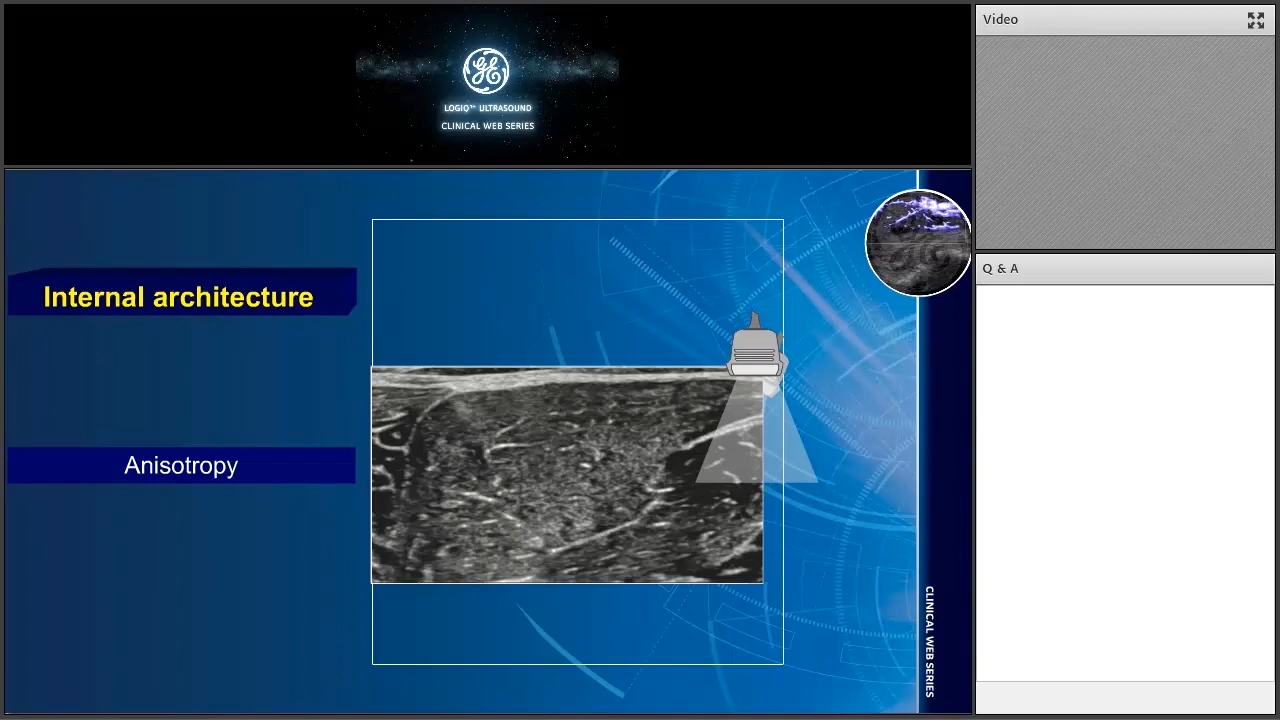 Video
LOGIQ™ ULTRASOUND
CLINICAL WEB SERIES
Q & A
Internal architecture
Anisotropy
CLINICAL WEB SERIES